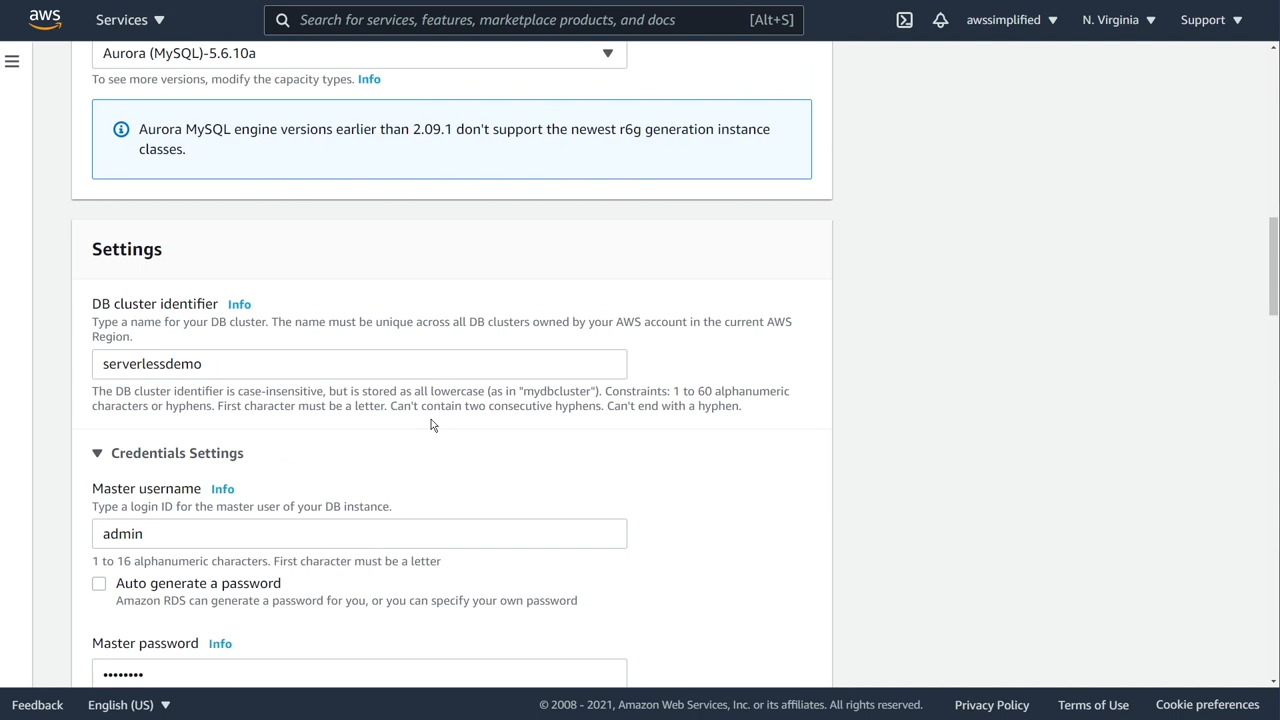 aws
Services
Search for services, features, marketplace products, and docs
[Alt+S]
awssimplified
N. Virginia
Support
Aurora (MySQL)-5.6.10a
To see more versions, modify the capacity types. Info
Aurora MySQL engine versions earlier than 2.09.1 don't support the newest r6g generation instance
classes.
Settings
DB cluster identifier Info
Type a name for your DB cluster. The name must be unique across all DB clusters owned by your AWS account in the current AWS
Region.
serverlessdemo
The DB cluster identifier is case-insensitive, but is stored as all lowercase (as in "mydbcluster"). Constraints: 1 to 60 alphanumeric
characters or hyphens. First character must be a letter. Can't contain two consecutive hyphens. Can't end with a hyphen.
Credentials Settings
Master username Info
Type a login ID for the master user of your DB instance.
admin
1 to 16 alphanumeric characters. First character must be a letter
Auto generate a password
Amazon RDS can generate a password for you, or you can specify your own password
Master password Info
••••••••
Feedback
English (US)
© 2008 - 2021, Amazon Web Services, Inc. or its affiliates. All rights reserved.
Privacy Policy
Terms of Use
Cookie preferences